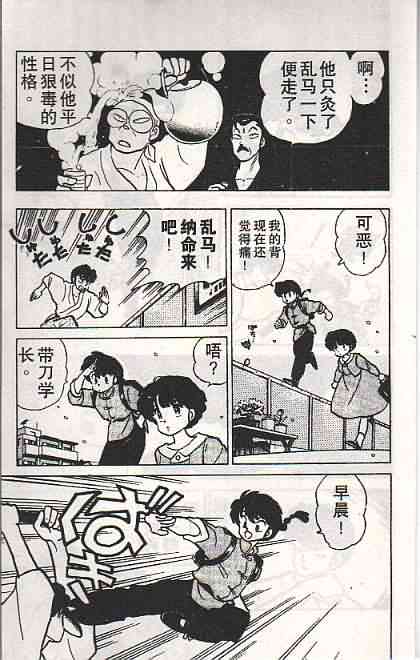 啊…
他只灸了
乱马一下
便走了。
不似他平
日狠毒的
性格。
可恶！
我的背
现在还
觉得痛！
乱马！
纳命来
吧！
唔？
带刀学
长。
早晨！